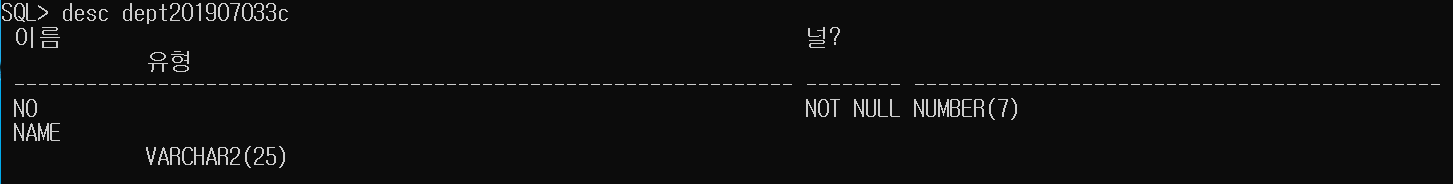 SQL> desc dept201907033c
이름 널?
유형
----------------------------------------------------------------- -------- --------------------------------------------
NO NOT NULL NUMBER(7)
NAME
VARCHAR2(25)